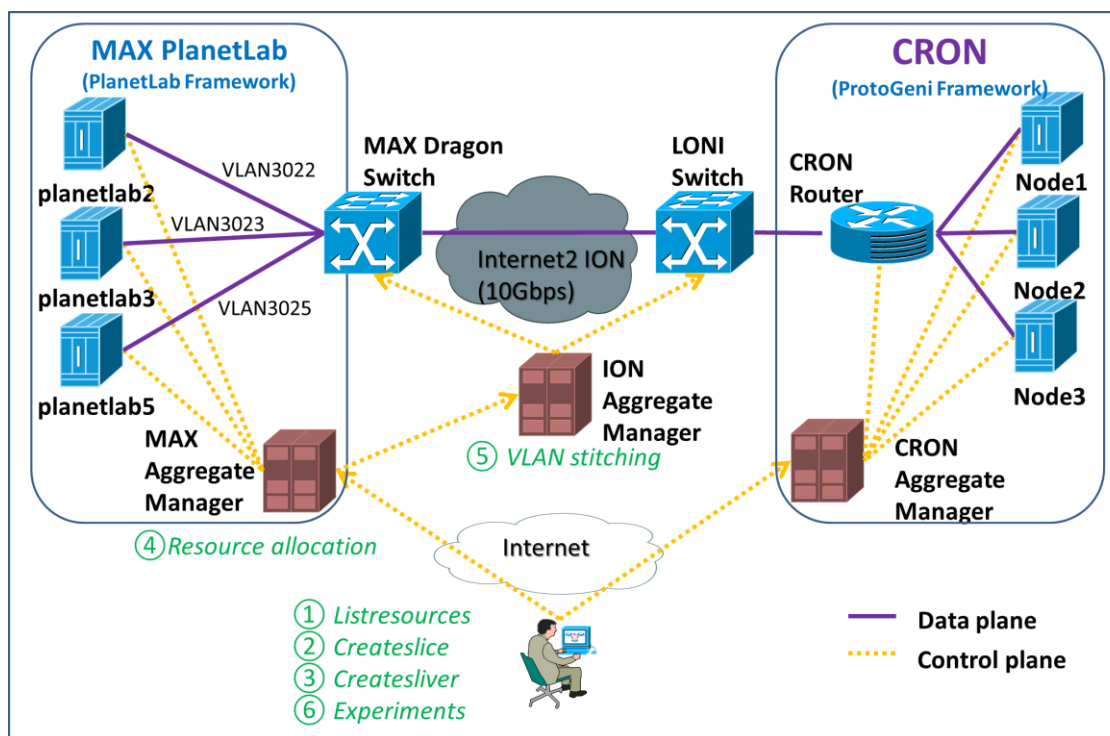 MAX PlanetLab
(PlanetLab Framework)
CRON
(ProtoGeni Framework)
VLAN3022
planetlab2
VLAN3023
planetlab3
VLAN3025
planetlab5
MAX Dragon
Switch
LONI
Switch
CRON
Router
Node1
Node2
Node3
Internet2 ION
(10Gbps)
ION
Aggregate
Manager
⑤ VLAN stitching
MAX
Aggregate
Manager
④ Resource allocation
CRON
Aggregate
Manager
Internet
① Listresources
② Createslice
③ Createsliver
⑥ Experiments
Data plane
Control plane